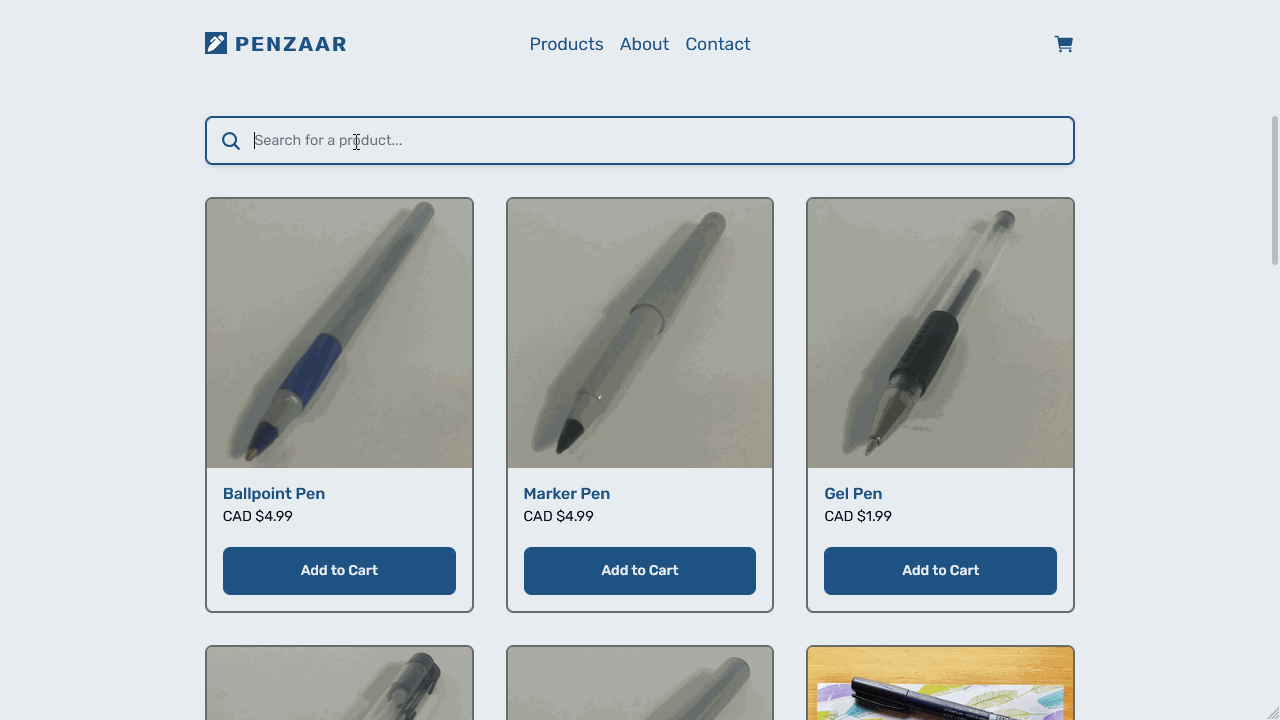 PENZAAR
Products About Contact
Search for a product...
Ballpoint Pen
CAD $4.99
Add to Cart
Marker Pen
CAD $4.99
Add to Cart
Gel Pen
CAD $1.99
Add to Cart